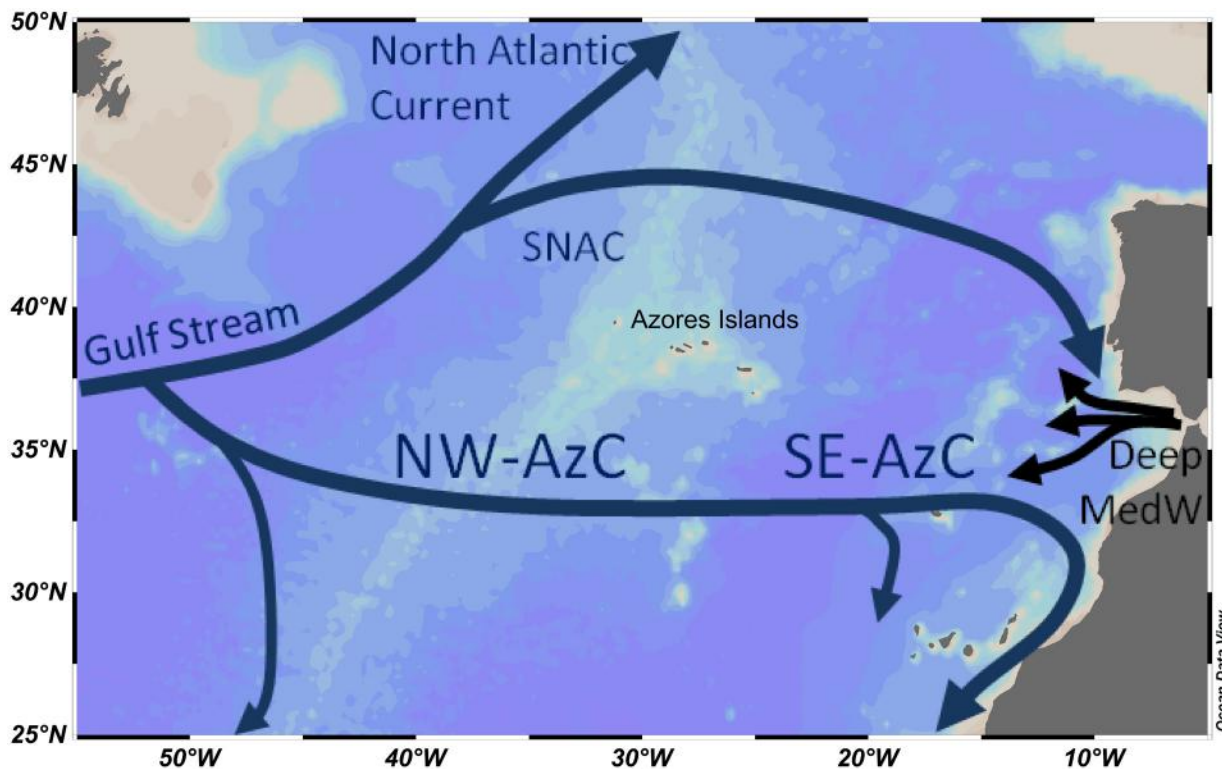 50°N
North Atlantic
Current
45°N
SNAC
40°N
Azores Islands
Gulf Stream
35°N
NW-AzC
SE-AzC
Deep
MedW
30°N
25°N
50°W
40°W
30°W
20°W
10°W
Ocean Data View